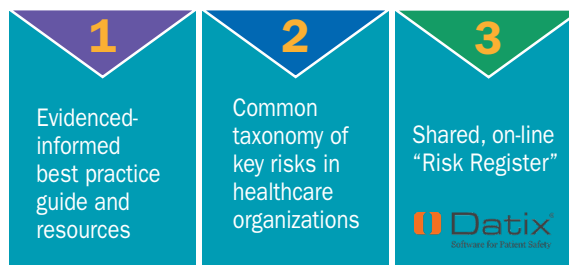 1
Evidenced-
informed
best practice
guide and
resources
2
Common
taxonomy of
key risks in
healthcare
organizations
3
Shared, on-line
“Risk Register”
Datix®
Software for Patient Safety